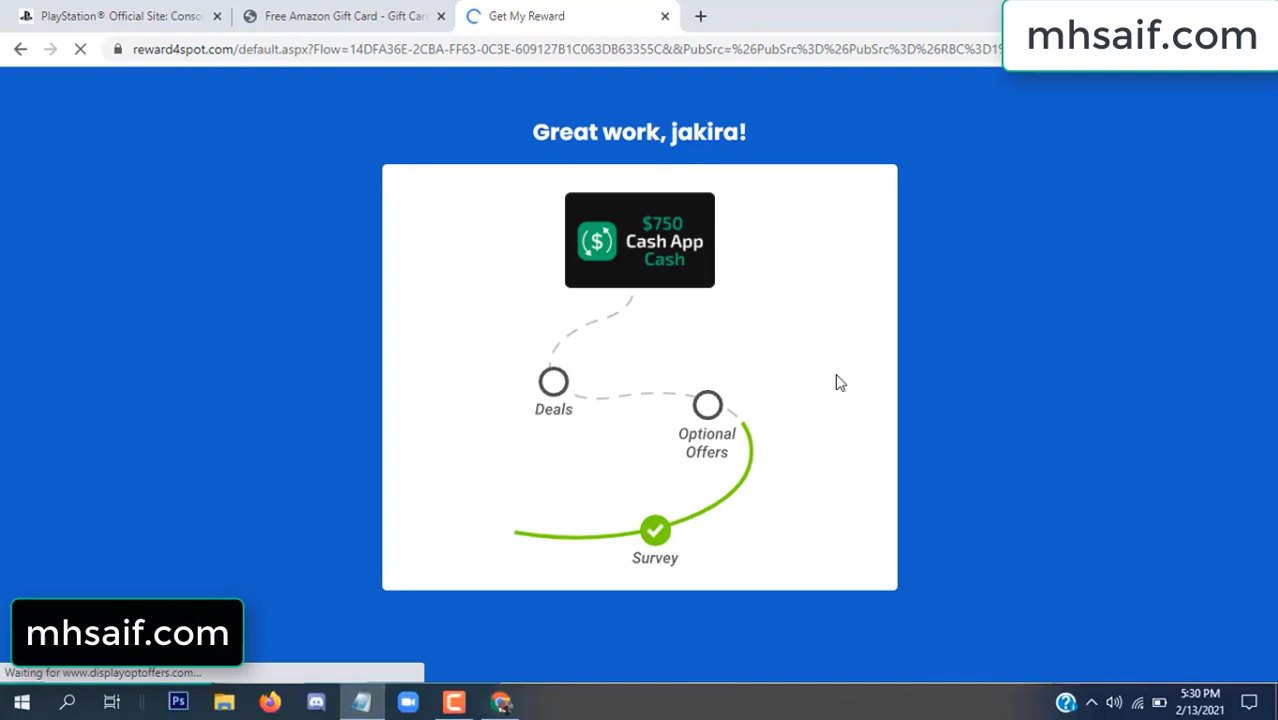 PlayStation® Official Site: Conso
Free Amazon Gift Card - Gift Car
Get My Reward
reward4spot.com/default.aspx?Flow=14DFA36E-2CBA-FF63-0C3E-609127B1C063DB63355C&&PubSrc=%26PubSrc%3D%26PubSrc%3D%26RBC%3D1%
mhsaif.com
Great work, jakira!
$750
Cash App
Cash
Deals
Optional
Offers
Survey
mhsaif.com
Waiting for www.displayoptoffers.com...
5:30 PM
2/13/2021